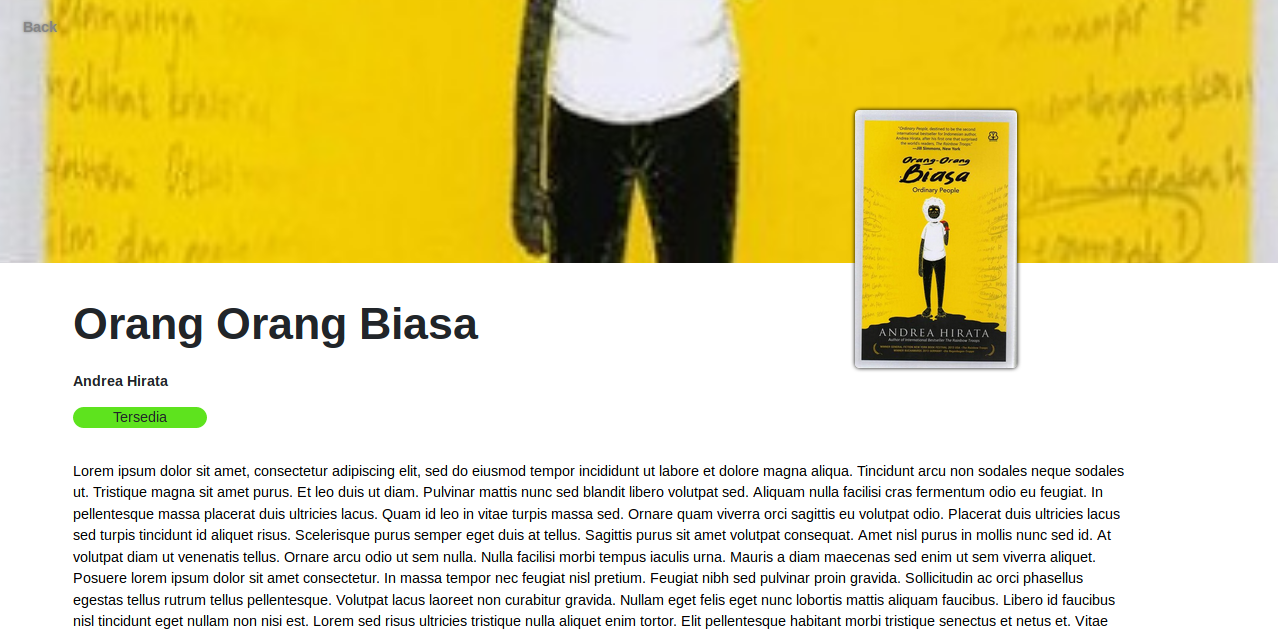 Back
"Ordinary People, destined to be the second
international bestseller for Indonesian author
Andrea Hirata, after his first one that surprised
the world's readers, The Rainbow Troops"
—Jill Simmons, New York
Orang-Orang
Biasa
Ordinary People
ANDREA HIRATA
Author of International Bestseller The Rainbow Troops
Orang Orang Biasa
Andrea Hirata
Tersedia
Lorem ipsum dolor sit amet, consectetur adipiscing elit, sed do eiusmod tempor incididunt ut labore et dolore magna aliqua. Tincidunt arcu non sodales neque sodales
ut. Tristique magna sit amet purus. Et leo duis ut diam. Pulvinar mattis nunc sed blandit libero volutpat sed. Aliquam nulla facilisi cras fermentum odio eu feugiat. In
pellentesque massa placerat duis ultricies lacus. Quam id leo in vitae turpis massa sed. Ornare quam viverra orci sagittis eu volutpat odio. Placerat duis ultricies lacus
sed turpis tincidunt id aliquet risus. Scelerisque purus semper eget duis at tellus. Sagittis purus sit amet volutpat consequat. Amet nisl purus in mollis nunc sed id. At
volutpat diam ut venenatis tellus. Ornare arcu odio ut sem nulla. Nulla facilisi morbi tempus iaculis urna. Mauris a diam maecenas sed enim ut sem viverra aliquet.
Posuere lorem ipsum dolor sit amet consectetur. In massa tempor nec feugiat nisl pretium. Feugiat nibh sed pulvinar proin gravida. Sollicitudin ac orci phasellus
egestas tellus rutrum tellus pellentesque. Volutpat lacus laoreet non curabitur gravida. Nullam eget felis eget nunc lobortis mattis aliquam faucibus. Libero id faucibus
nisl tincidunt eget nullam non nisi est. Lorem sed risus ultricies tristique nulla aliquet enim tortor. Elit pellentesque habitant morbi tristique senectus et netus et. Vitae